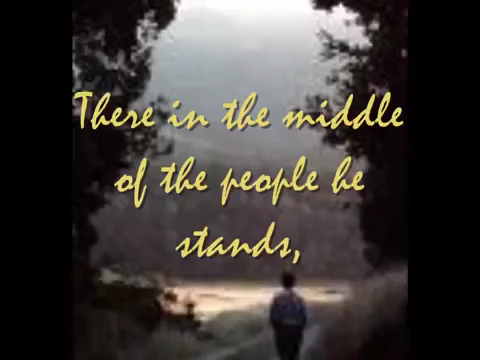 There in the middle
of the people he
stands,